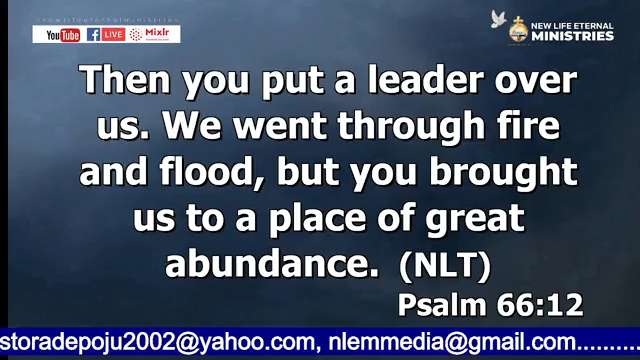 newlifeeternalministries
YouTube f LIVE Mixlr
NEW LIFE ETERNAL
MINISTRIES
Then you put a leader over
us. We went through fire
and flood, but you brought
us to a place of great
abundance. (NLT)
Psalm 66:12
storadepoju2002@yahoo.com, nlemmedia@gmail.com.........